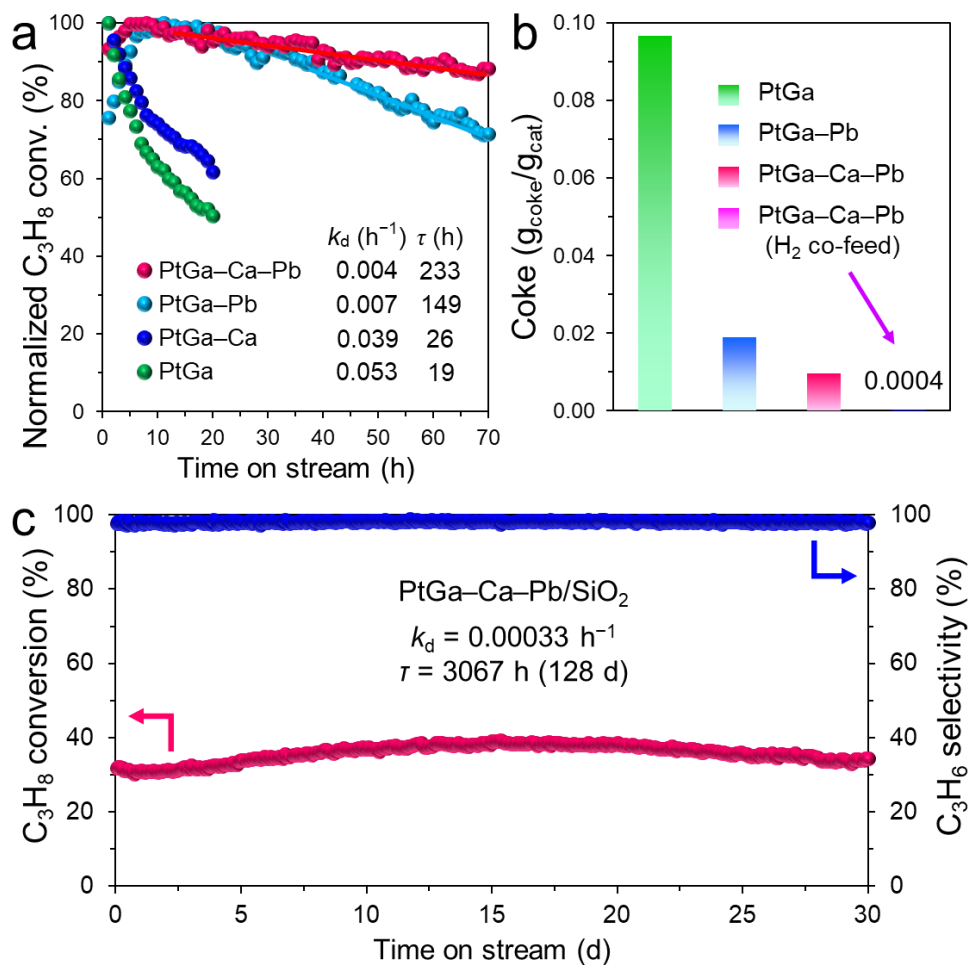 a
Normalized C₃H₈ conv. (%)
100
80
60
40
20
0
k_d (h⁻¹) τ (h)
PtGa–Ca–Pb 0.004 233
PtGa–Pb 0.007 149
PtGa–Ca 0.039 26
PtGa 0.053 19
0 10 20 30 40 50 60 70
Time on stream (h)
b
Coke (g_coke/g_cat)
0.10
0.08
0.06
0.04
0.02
0.00
PtGa
PtGa–Pb
PtGa–Ca–Pb
PtGa–Ca–Pb
(H₂ co-feed)
0.0004
c
C₃H₈ conversion (%)
100
80
60
40
20
0
PtGa–Ca–Pb/SiO₂
k_d = 0.00033 h⁻¹
τ = 3067 h (128 d)
100
80
60
40
20
0
C₃H₆ selectivity (%)
0 5 10 15 20 25 30
Time on stream (d)